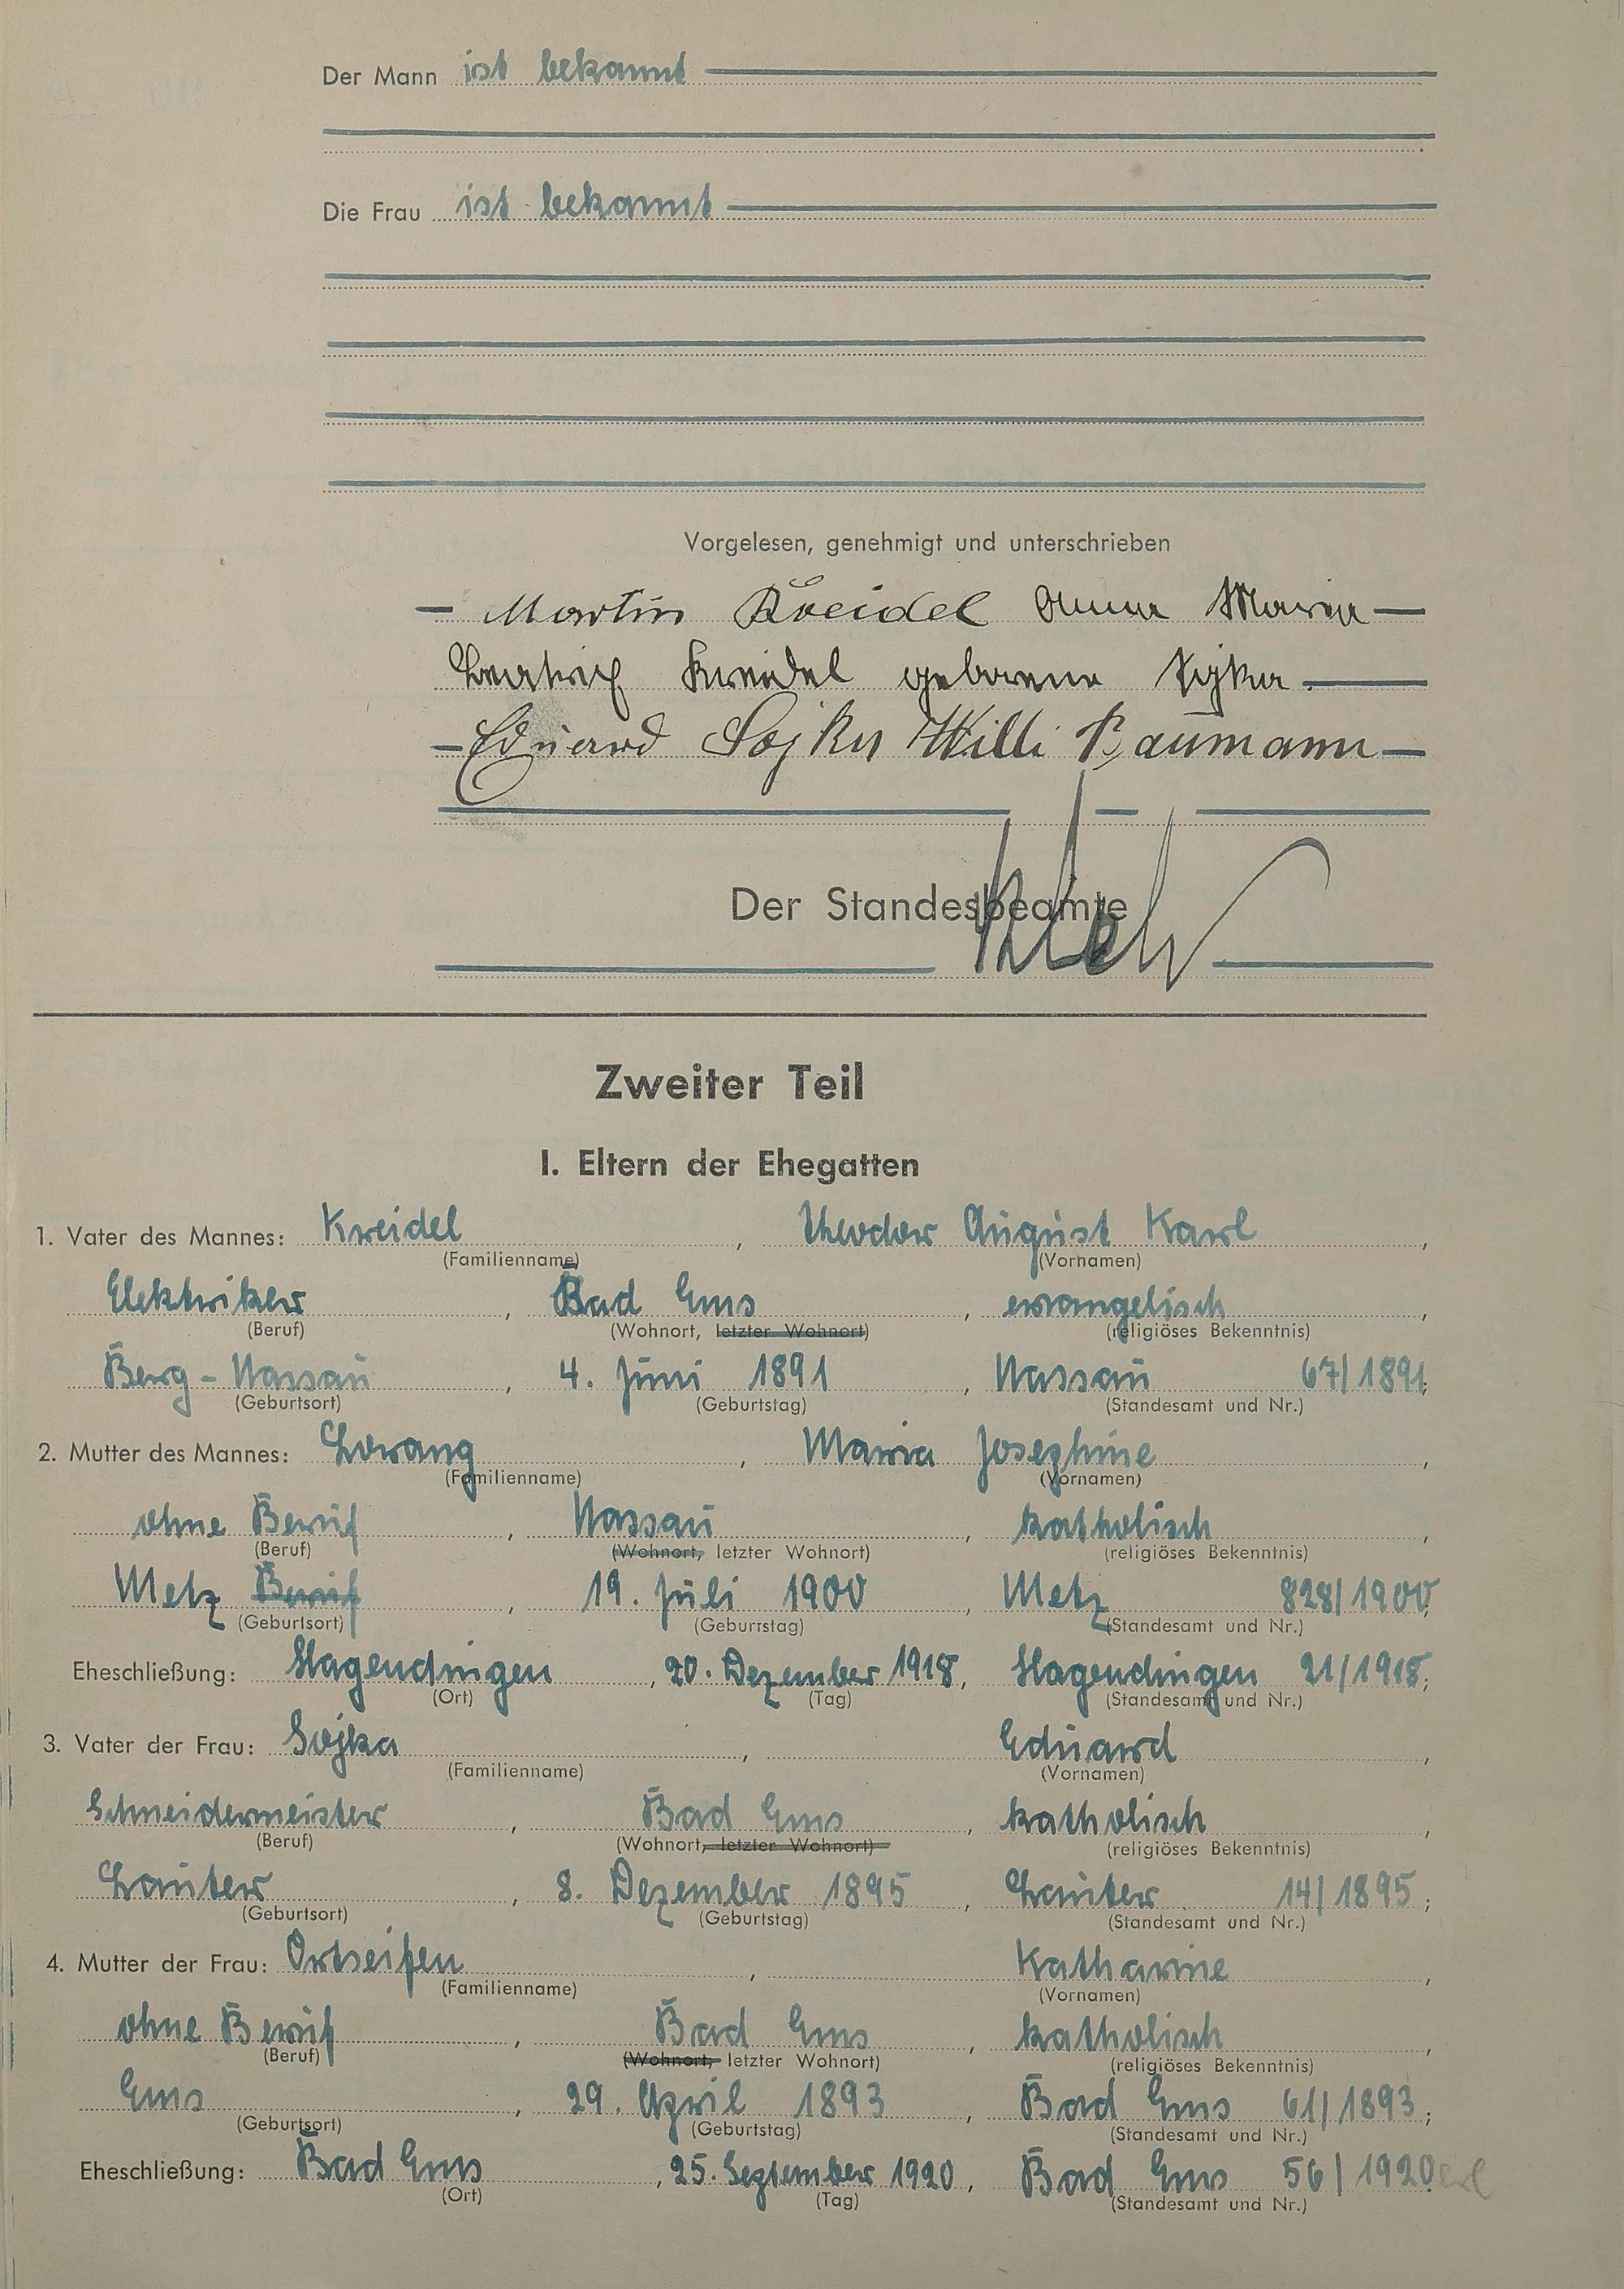 Der Mann ist bekannt
Die Frau ist bekannt
Vorgelesen, genehmigt und unterschrieben
Martin Kreidel Anna Maria
Kreidel geborene Sojka
Eduard Sojka Willi Baumann
Der Standesbeamte
Zweiter Teil
I. Eltern der Ehegatten
1. Vater des Mannes: Kreidel, Theodor August Karl,
(Familienname) (Vornamen)
Elektriker, Bad Ems, evangelisch,
(Beruf) (Wohnort, letzter Wohnort) (religiöses Bekenntnis)
Berg-Nassau, 4. Juni 1891, Nassau 67/1891;
(Geburtsort) (Geburtstag) (Standesamt und Nr.)
2. Mutter des Mannes: Lorang, Maria Josephine,
(Familienname) (Vornamen)
ohne Beruf, Nassau, katholisch,
(Beruf) (Wohnort, letzter Wohnort) (religiöses Bekenntnis)
Metz Beruf, 19. Juli 1900, Metz 828/1900,
(Geburtsort) (Geburtstag) (Standesamt und Nr.)
Eheschließung: Hagendingen, 20. Dezember 1918, Hagendingen 21/1918;
(Ort) (Tag) (Standesamt und Nr.)
3. Vater der Frau: Sojka, Eduard,
(Familienname) (Vornamen)
Schneidermeister, Bad Ems, katholisch,
(Beruf) (Wohnort, letzter Wohnort) (religiöses Bekenntnis)
Lauter, 8. Dezember 1895, Lauter 14/1895;
(Geburtsort) (Geburtstag) (Standesamt und Nr.)
4. Mutter der Frau: Ortseifen, Katharine,
(Familienname) (Vornamen)
ohne Beruf, Bad Ems, katholisch,
(Beruf) (Wohnort, letzter Wohnort) (religiöses Bekenntnis)
Ems, 29. April 1893, Bad Ems 61/1893;
(Geburtsort) (Geburtstag) (Standesamt und Nr.)
Eheschließung: Bad Ems, 25. September 1920, Bad Ems 56/1920.
(Ort) (Tag) (Standesamt und Nr.)